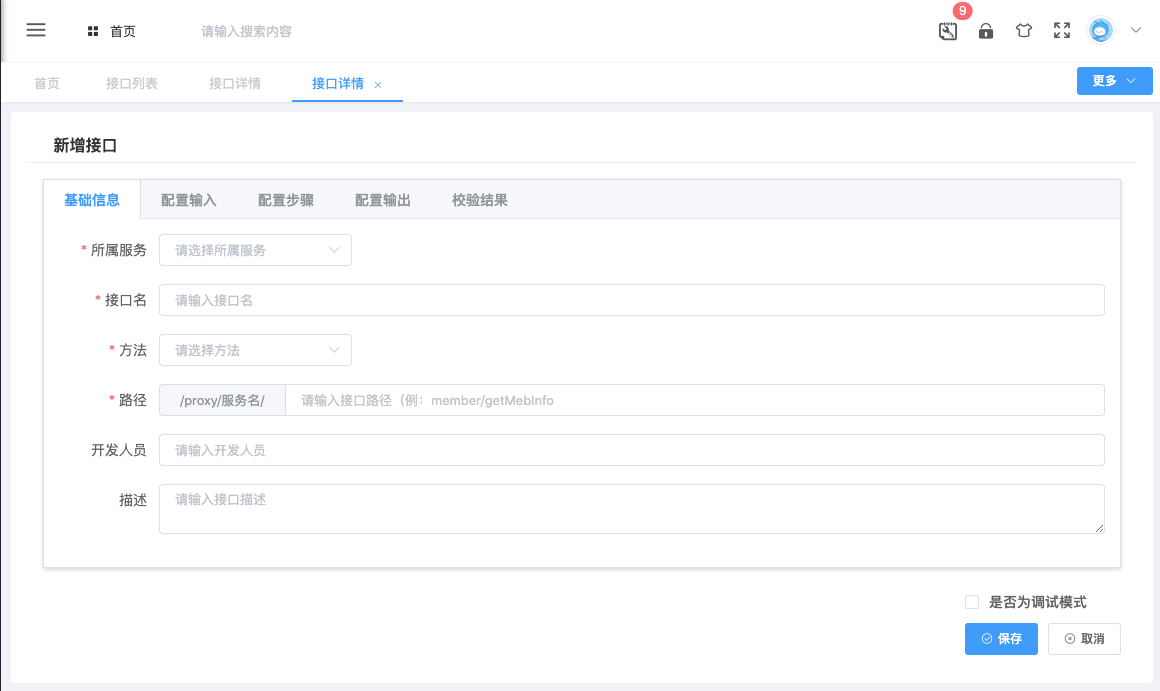 9
首页
请输入搜索内容
首页 接口列表 接口详情 接口详情 更多
新增接口
基础信息 配置输入 配置步骤 配置输出 校验结果
* 所属服务 请选择所属服务
* 接口名 请输入接口名
* 方法 请选择方法
* 路径 /proxy/服务名/ 请输入接口路径（例：member/getMebInfo
开发人员 请输入开发人员
描述 请输入接口描述
是否为调试模式
保存 取消